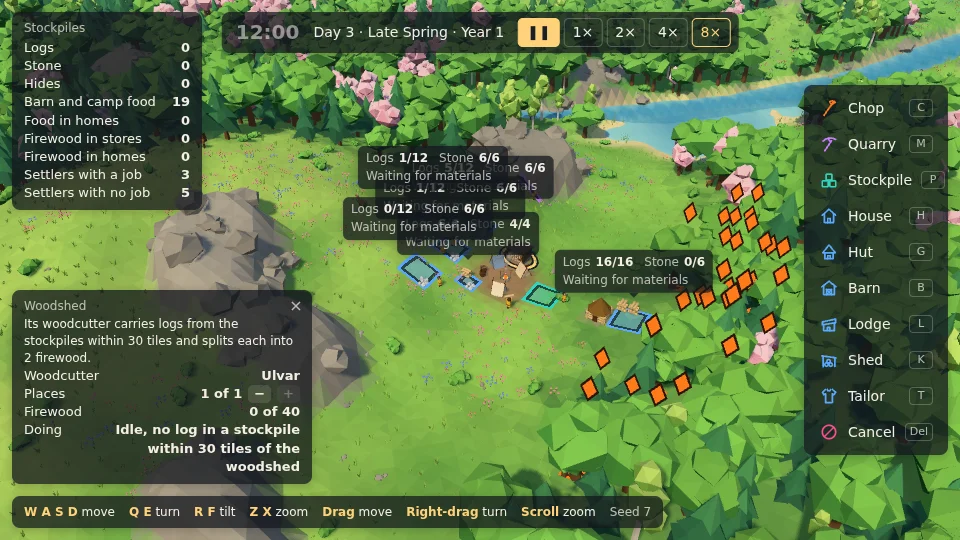 Stockpiles
Logs 0
Stone 0
Hides 0
Barn and camp food 19
Food in homes 0
Firewood in stores 0
Firewood in homes 0
Settlers with a job 3
Settlers with no job 5
12:00 Day 3 · Late Spring · Year 1 1× 2× 4× 8×
Logs 1/12 Stone 6/6
Waiting for materials
6/6
Logs 1/12 Stone 6/6
Logs 0/12 Stone 6/6
Waiting for materials
4/4
Waiting for materials
Logs 16/16 Stone 0/6
Waiting for materials
Chop C
Quarry M
Stockpile P
House H
Hut G
Barn B
Lodge L
Shed K
Tailor T
Cancel Del
Woodshed ×
Its woodcutter carries logs from the
stockpiles within 30 tiles and splits each into
2 firewood.
Woodcutter Ulvar
Places 1 of 1 − +
Firewood 0 of 40
Doing Idle, no log in a stockpile
within 30 tiles of the
woodshed
W A S D move Q E turn R F tilt Z X zoom Drag move Right-drag turn Scroll zoom Seed 7